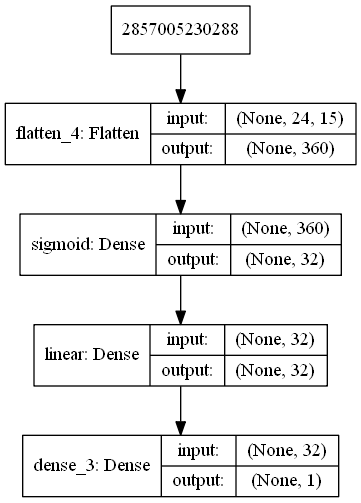 2857005230288
flatten_4: Flatten
input: (None, 24, 15)
output: (None, 360)
sigmoid: Dense
input: (None, 360)
output: (None, 32)
linear: Dense
input: (None, 32)
output: (None, 32)
dense_3: Dense
input: (None, 32)
output: (None, 1)